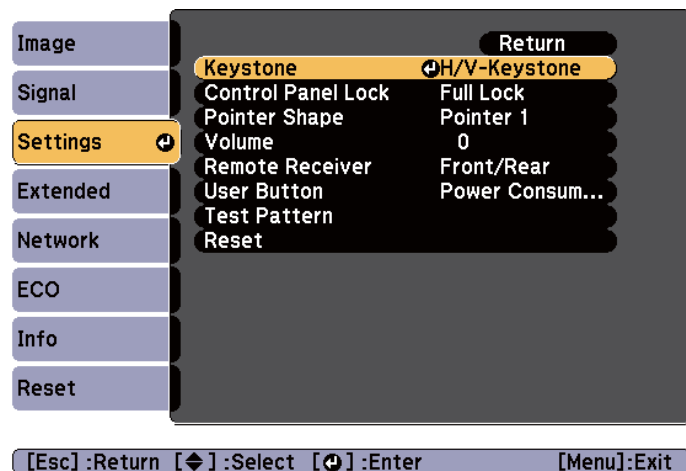 Image
Signal
Settings
Extended
Network
ECO
Info
Reset
Return
Keystone H/V-Keystone
Control Panel Lock Full Lock
Pointer Shape Pointer 1
Volume 0
Remote Receiver Front/Rear
User Button Power Consum...
Test Pattern
Reset
[Esc] :Return [◆] :Select [⏎] :Enter [Menu]:Exit